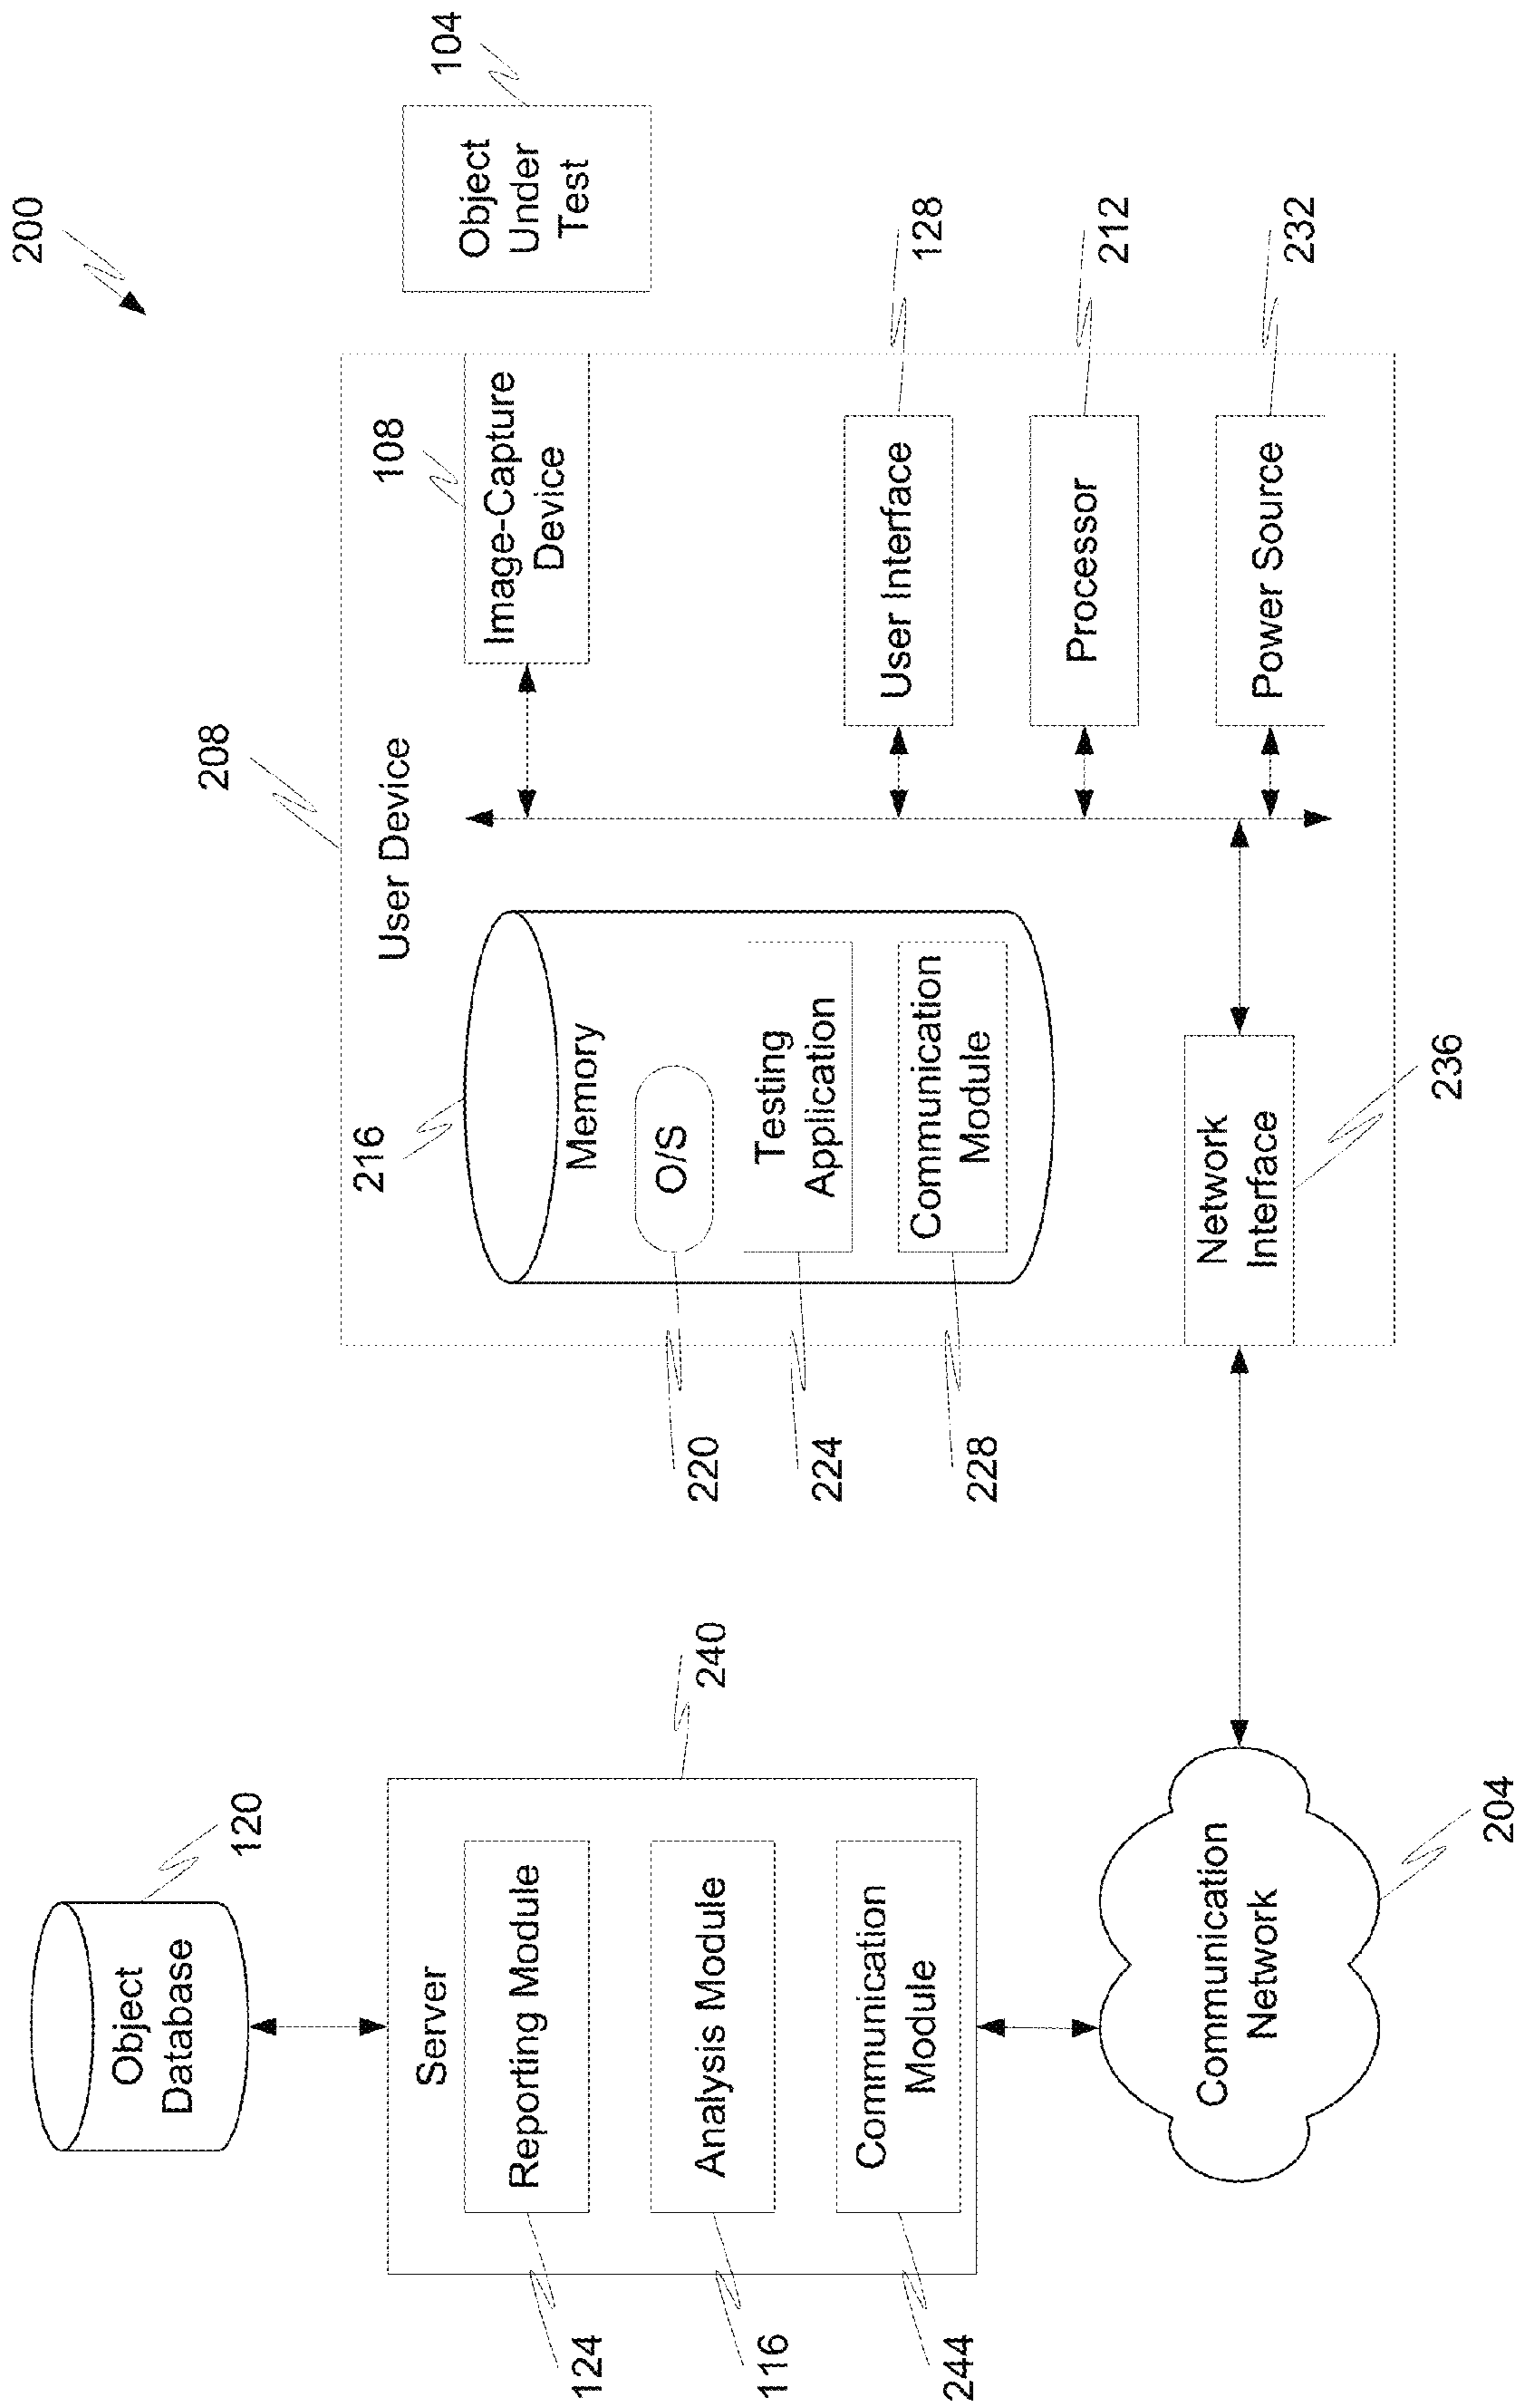 200
120
Object
Database
Server
Reporting Module
Analysis Module
Communication
Module
124
116
244
240
Communication
Network
204
208
User Device
216
Memory
O/S
Testing
Application
Communication
Module
220
224
228
Network
Interface
236
108
Image-Capture
Device
User Interface
128
Processor
212
Power Source
232
Object
Under
Test
104